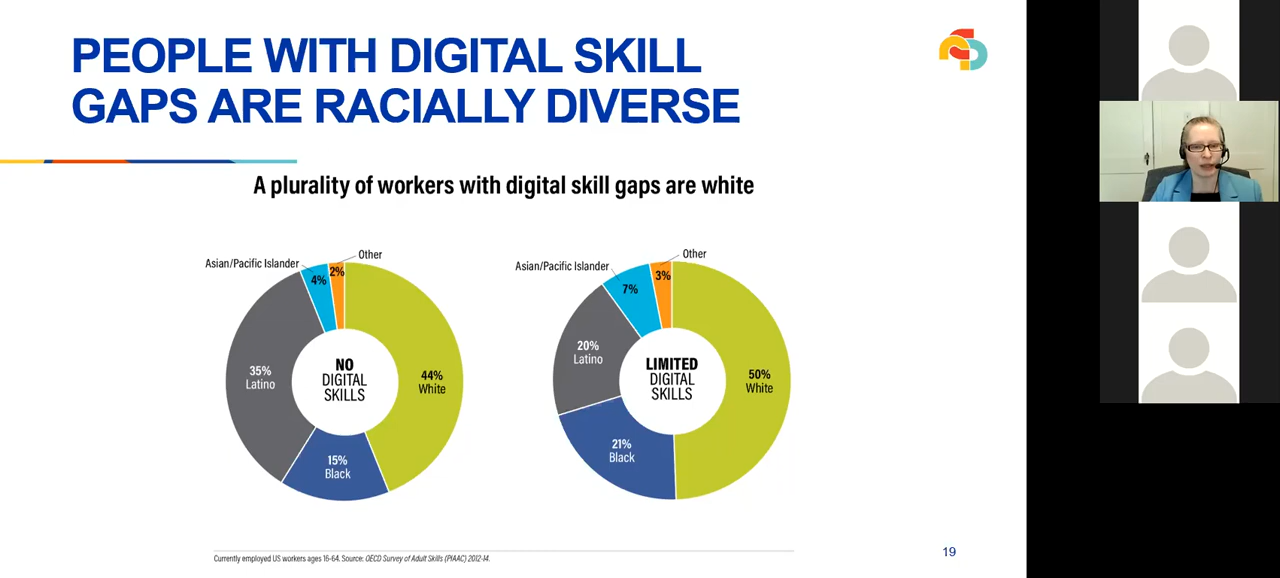 PEOPLE WITH DIGITAL SKILL
GAPS ARE RACIALLY DIVERSE
A plurality of workers with digital skill gaps are white
Asian/Pacific Islander
Other
4%
2%
35%
Latino
NO
DIGITAL
SKILLS
44%
White
15%
Black
Asian/Pacific Islander
Other
7%
3%
20%
Latino
LIMITED
DIGITAL
SKILLS
50%
White
21%
Black
Currently employed US workers ages 16-64. Source: OECD Survey of Adult Skills (PIAAC) 2012-14.
19